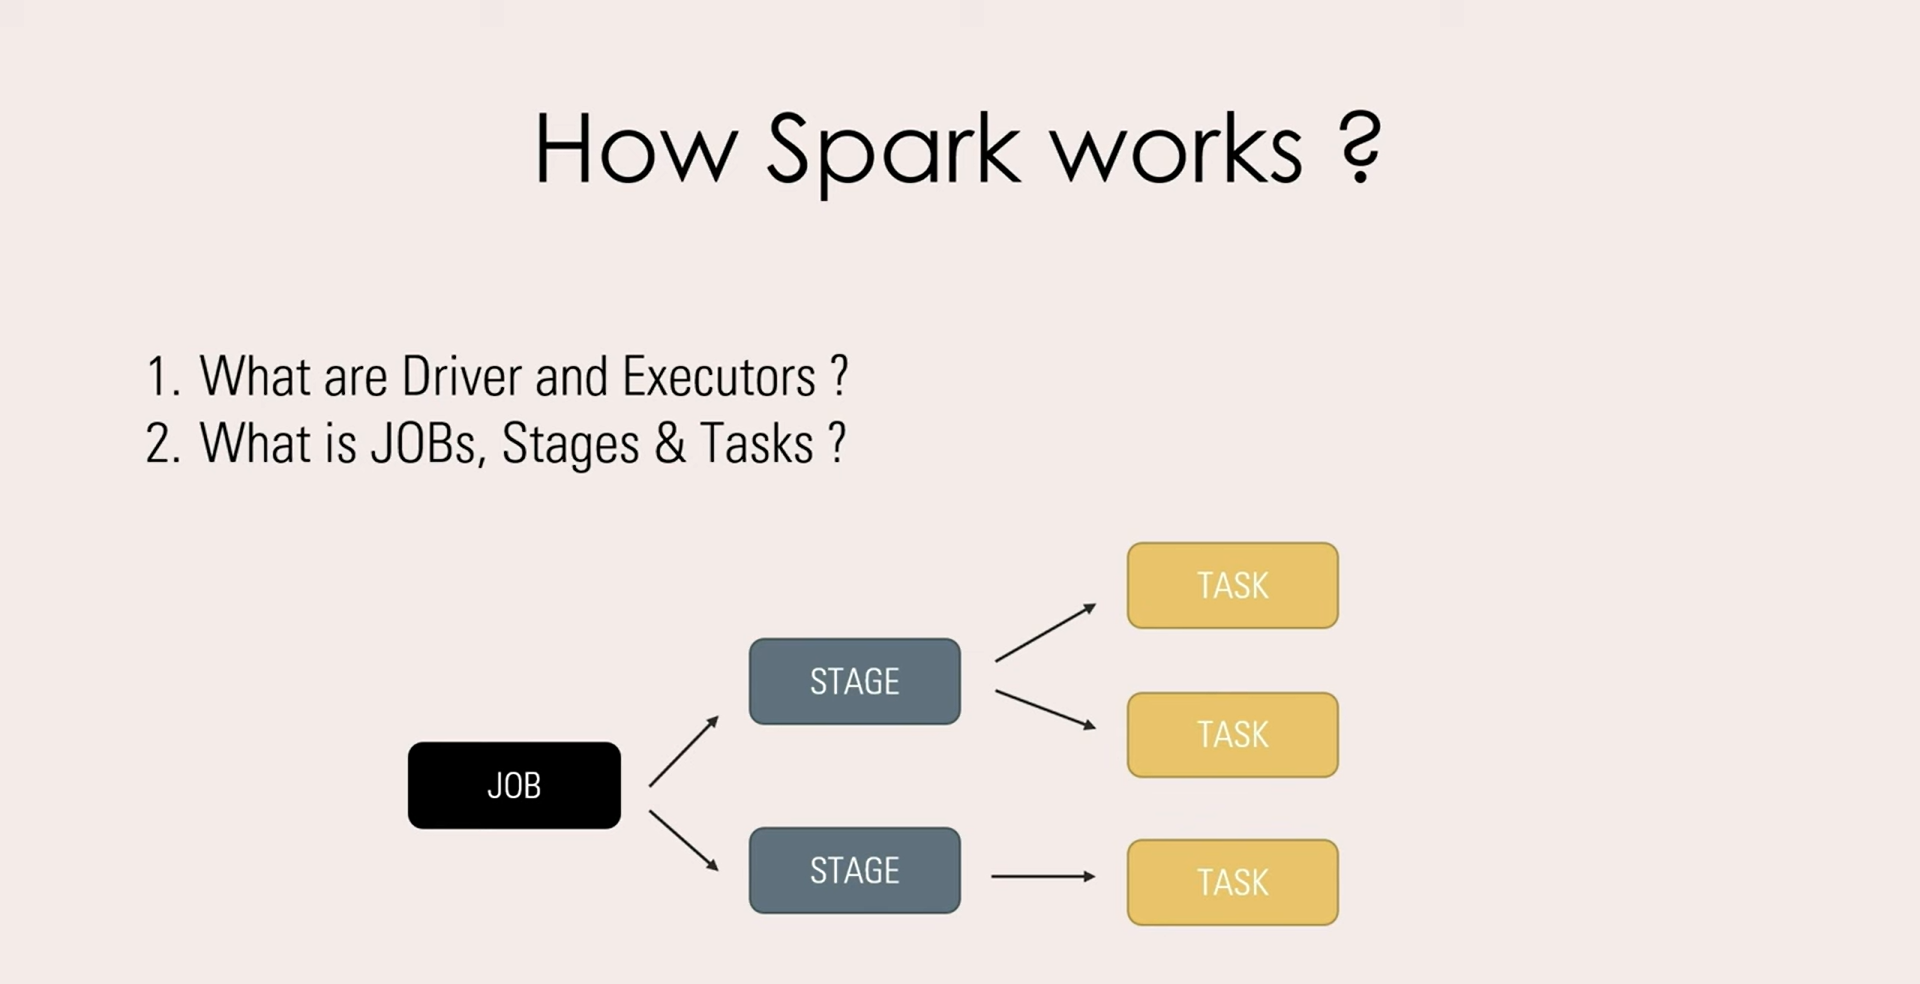 How Spark works ?
1. What are Driver and Executors ?
2. What is JOBs, Stages & Tasks ?
TASK
STAGE
TASK
JOB
STAGE
TASK